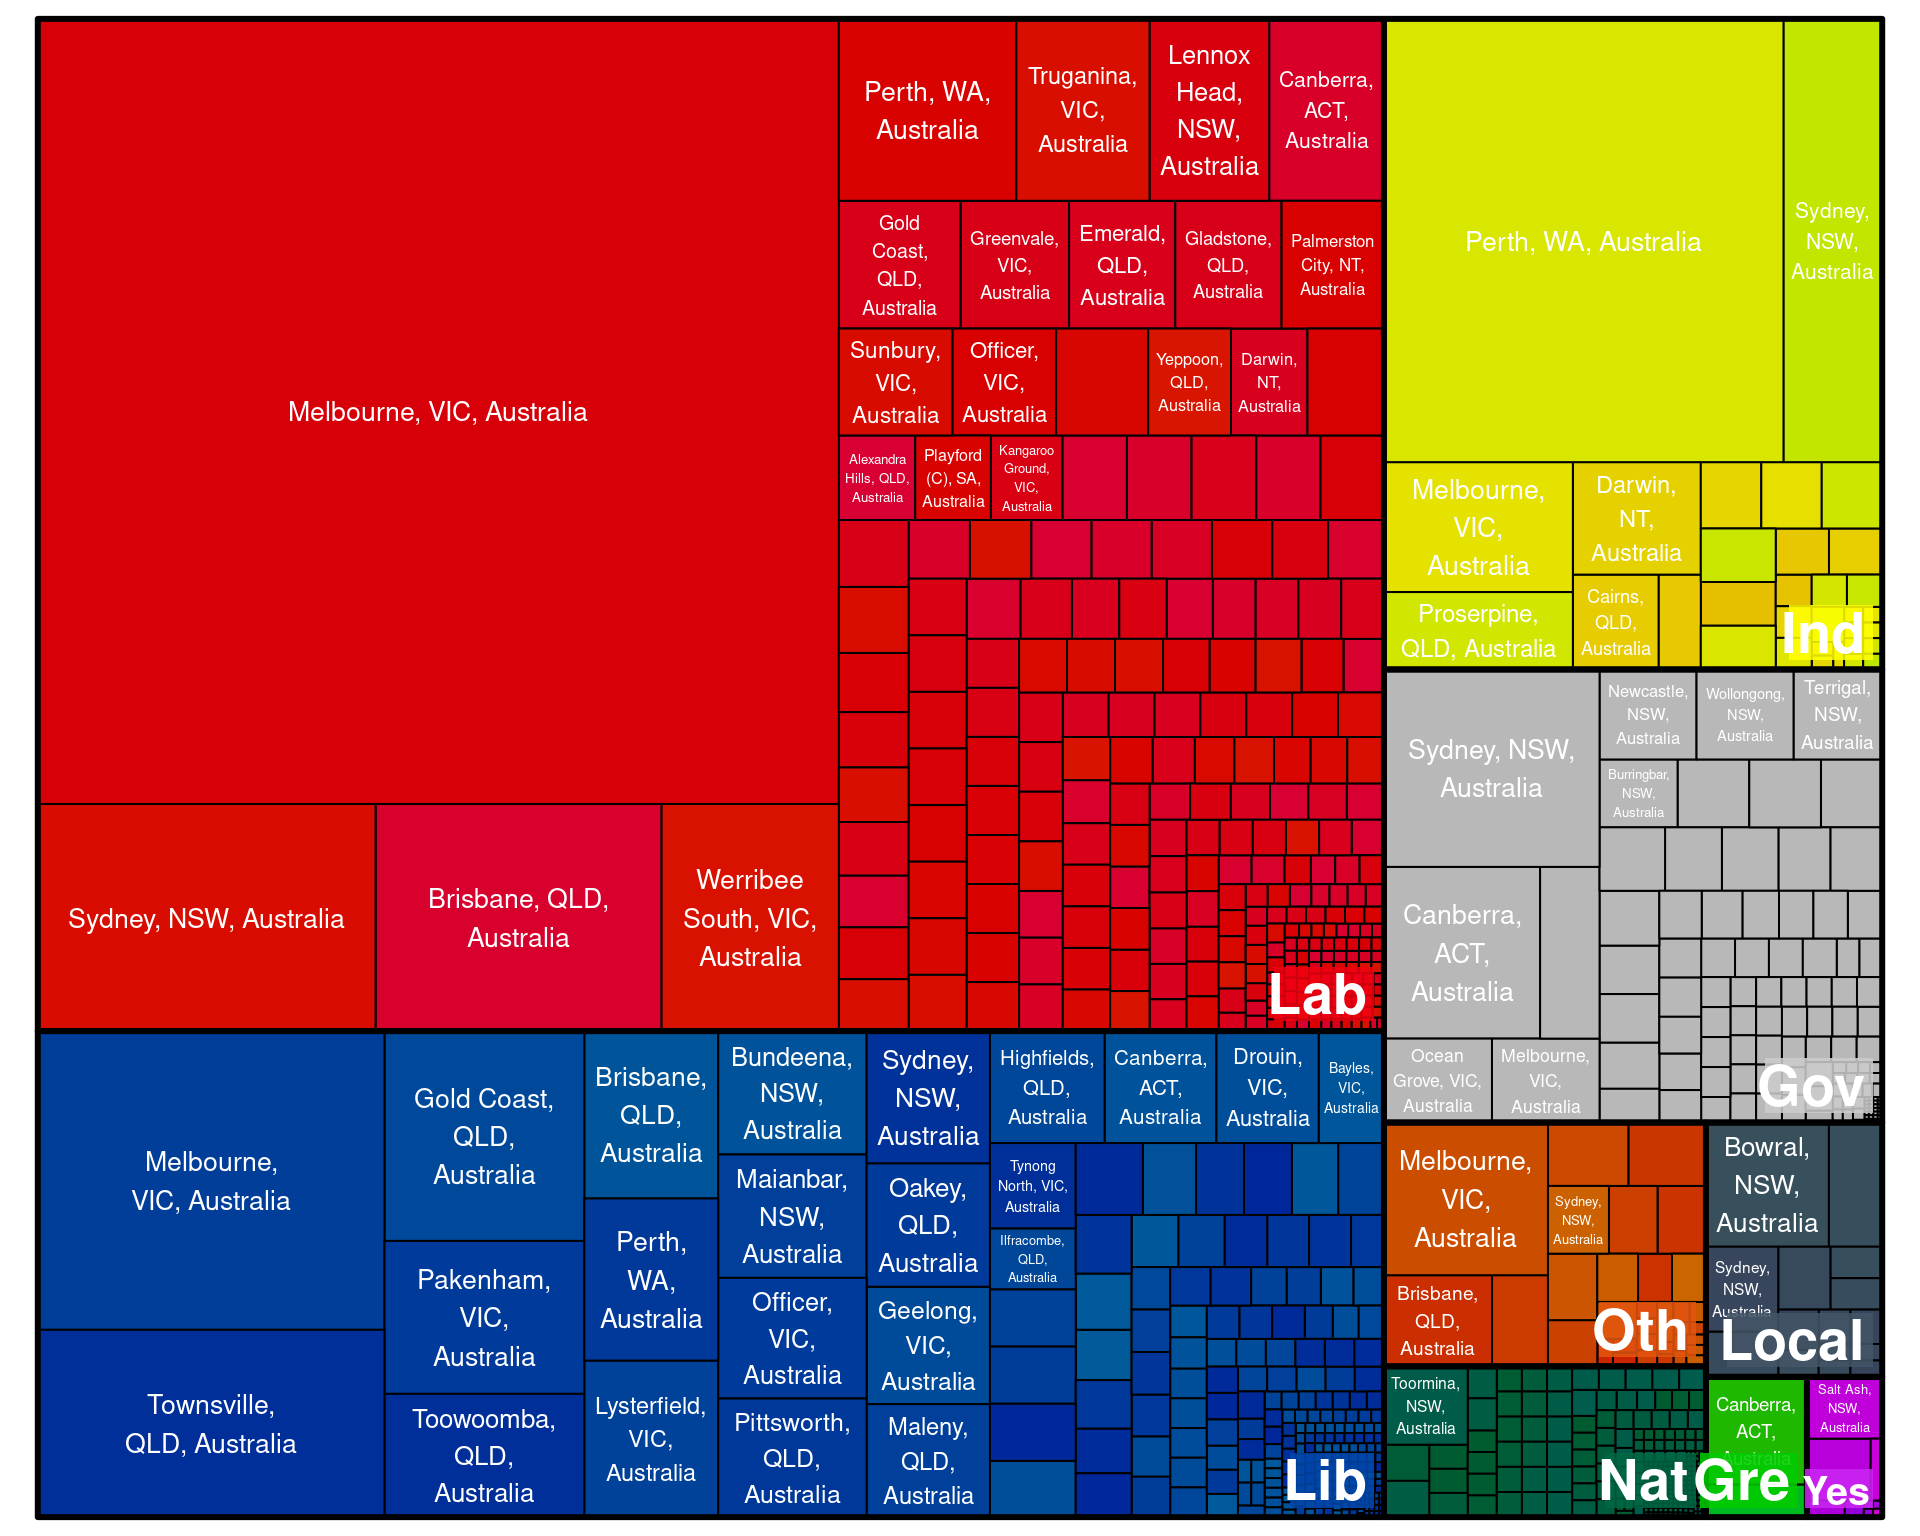 Melbourne, VIC, Australia
Sydney, NSW, Australia
Brisbane, QLD,
Australia
Werribee
South, VIC,
Australia
Perth, WA,
Australia
Truganina,
VIC,
Australia
Lennox
Head,
NSW,
Australia
Canberra,
ACT,
Australia
Gold
Coast,
QLD,
Australia
Greenvale,
VIC,
Australia
Emerald,
QLD,
Australia
Gladstone,
QLD,
Australia
Palmerston
City, NT,
Australia
Sunbury,
VIC,
Australia
Officer,
VIC,
Australia
Yeppoon,
QLD,
Australia
Darwin,
NT,
Australia
Alexandra
Hills, QLD,
Australia
Playford
(C), SA,
Australia
Kangaroo
Ground,
VIC,
Australia
Lab
Perth, WA, Australia
Sydney,
NSW,
Australia
Melbourne,
VIC,
Australia
Proserpine,
QLD, Australia
Darwin,
NT,
Australia
Cairns,
QLD,
Australia
Ind
Sydney, NSW,
Australia
Newcastle,
NSW,
Australia
Wollongong,
NSW,
Australia
Terrigal,
NSW,
Australia
Burringbar,
NSW,
Australia
Canberra,
ACT,
Australia
Ocean
Grove, VIC,
Australia
Melbourne,
VIC,
Australia
Gov
Melbourne,
VIC, Australia
Townsville,
QLD, Australia
Gold Coast,
QLD,
Australia
Pakenham,
VIC,
Australia
Toowoomba,
QLD,
Australia
Brisbane,
QLD,
Australia
Perth,
WA,
Australia
Lysterfield,
VIC,
Australia
Bundeena,
NSW,
Australia
Maianbar,
NSW,
Australia
Officer,
VIC,
Australia
Pittsworth,
QLD,
Australia
Sydney,
NSW,
Australia
Oakey,
QLD,
Australia
Geelong,
VIC,
Australia
Maleny,
QLD,
Australia
Highfields,
QLD,
Australia
Canberra,
ACT,
Australia
Drouin,
VIC,
Australia
Bayles,
VIC,
Australia
Tynong
North, VIC,
Australia
Ilfracombe,
QLD,
Australia
Lib
Melbourne,
VIC,
Australia
Sydney,
NSW,
Australia
Brisbane,
QLD,
Australia
Oth
Bowral,
NSW,
Australia
Sydney,
NSW,
Australia
Local
Toormina,
NSW,
Australia
Nat
Canberra,
ACT,
Australia
Gre
Salt Ash,
NSW,
Australia
Yes